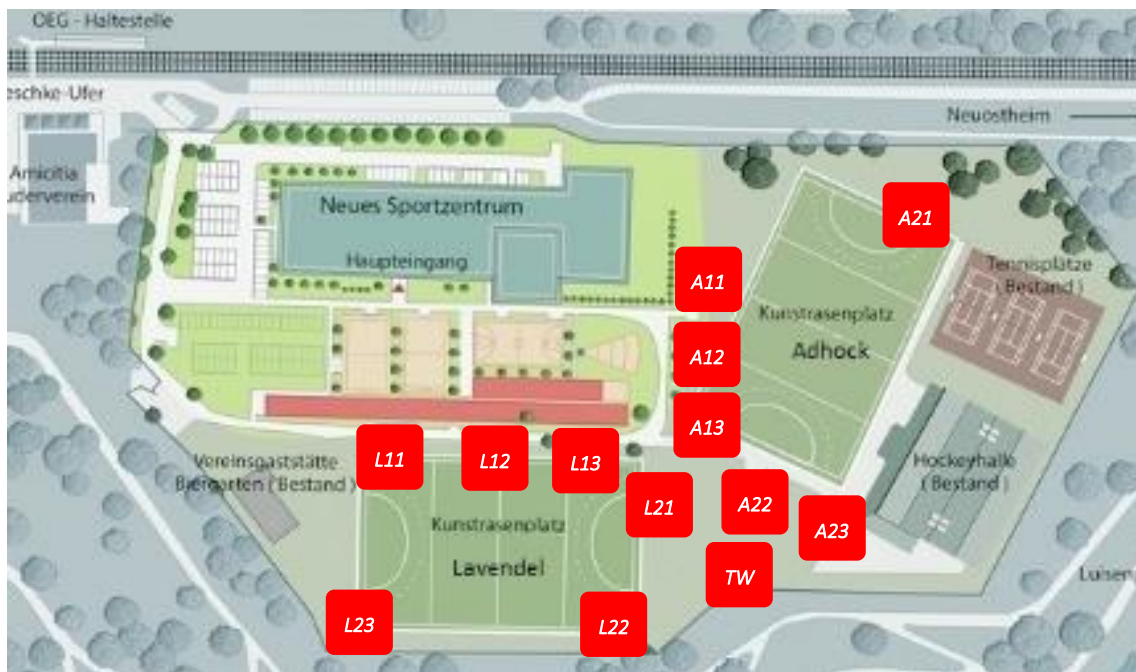 OEG - Haltestelle
eschke-Ufer
Neuostheim
Amicitia
uderverein
Neues Sportzentrum
Haupteingang
A21
A11
Tennisplätze
( Bestand )
Kunstrasenplatz
Adhock
A12
A13
L11
L12
L13
Vereinsgaststätte
Biergarten ( Bestand )
Hockeyhalle
( Bestand )
L21
A22
A23
Kunstrasenplatz
Lavendel
TW
Luisen
L23
L22